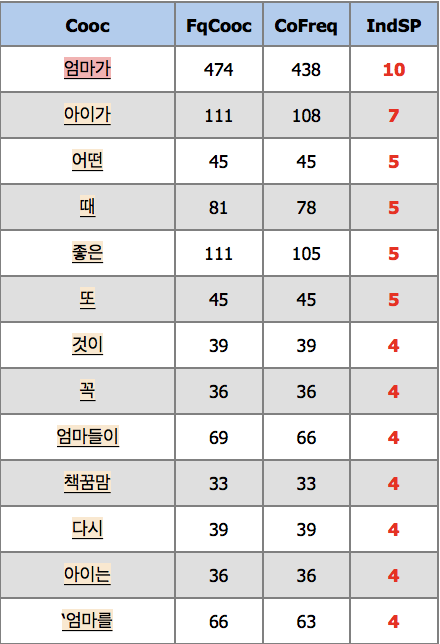 Cooc FqCooc CoFreq IndSP
엄마가 474 438 10
아이가 111 108 7
어떤 45 45 5
때 81 78 5
좋은 111 105 5
또 45 45 5
것이 39 39 4
꼭 36 36 4
엄마들이 69 66 4
책꿈맘 33 33 4
다시 39 39 4
아이는 36 36 4
‘엄마를 66 63 4